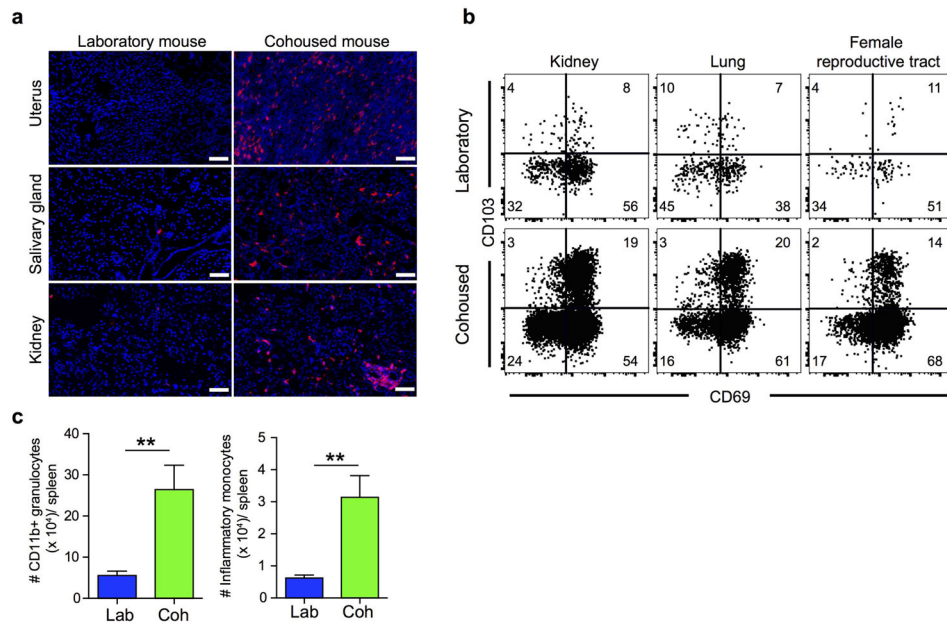 a
Laboratory mouse Cohoused mouse
Uterus
Salivary gland
Kidney
b
Kidney Lung Female
reproductive tract
Laboratory
Cohoused
CD103
4 8 10 7 4 11
32 56 45 38 34 51
3 19 3 20 2 14
24 54 16 61 17 68
CD69
c
# CD11b+ granulocytes
(x 10⁴)/ spleen
40
30
20
10
0
**
Lab Coh
# Inflammatory monocytes
(x 10⁴)/ spleen
5
4
3
2
1
0
**
Lab Coh